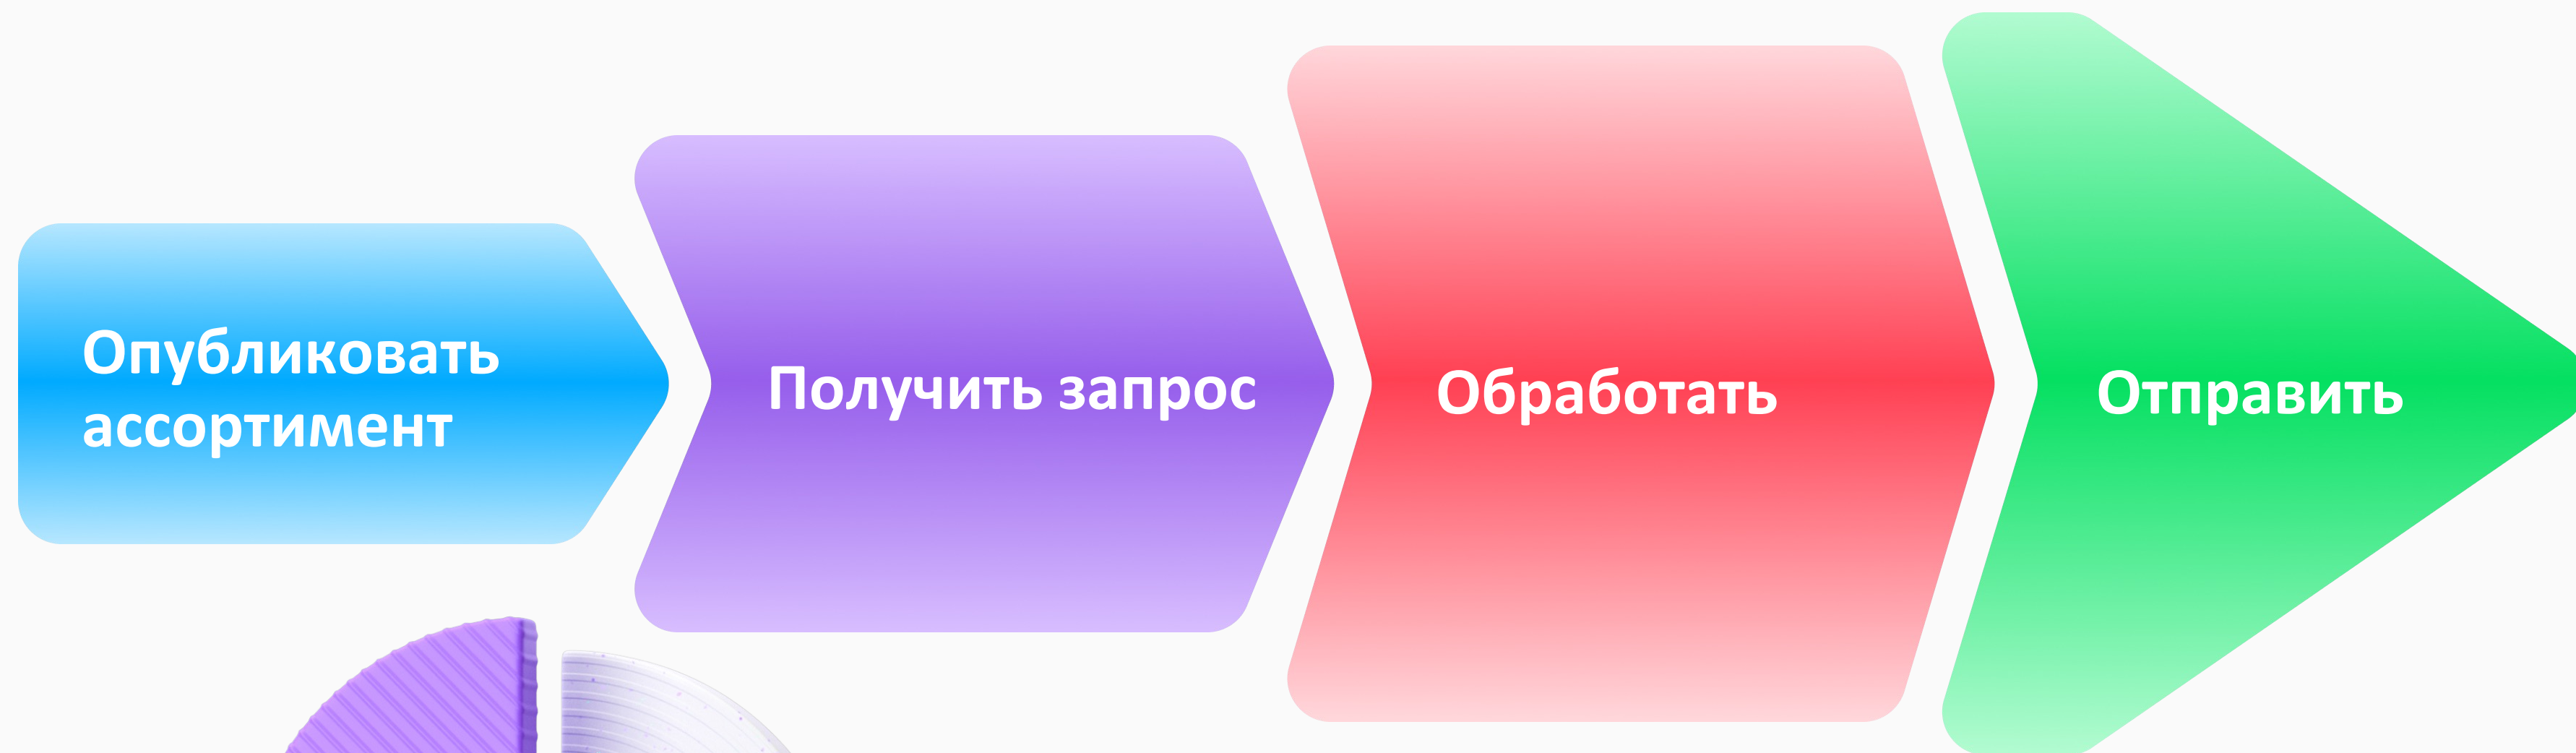 Опубликовать
ассортимент
Получить запрос
Обработать
Отправить